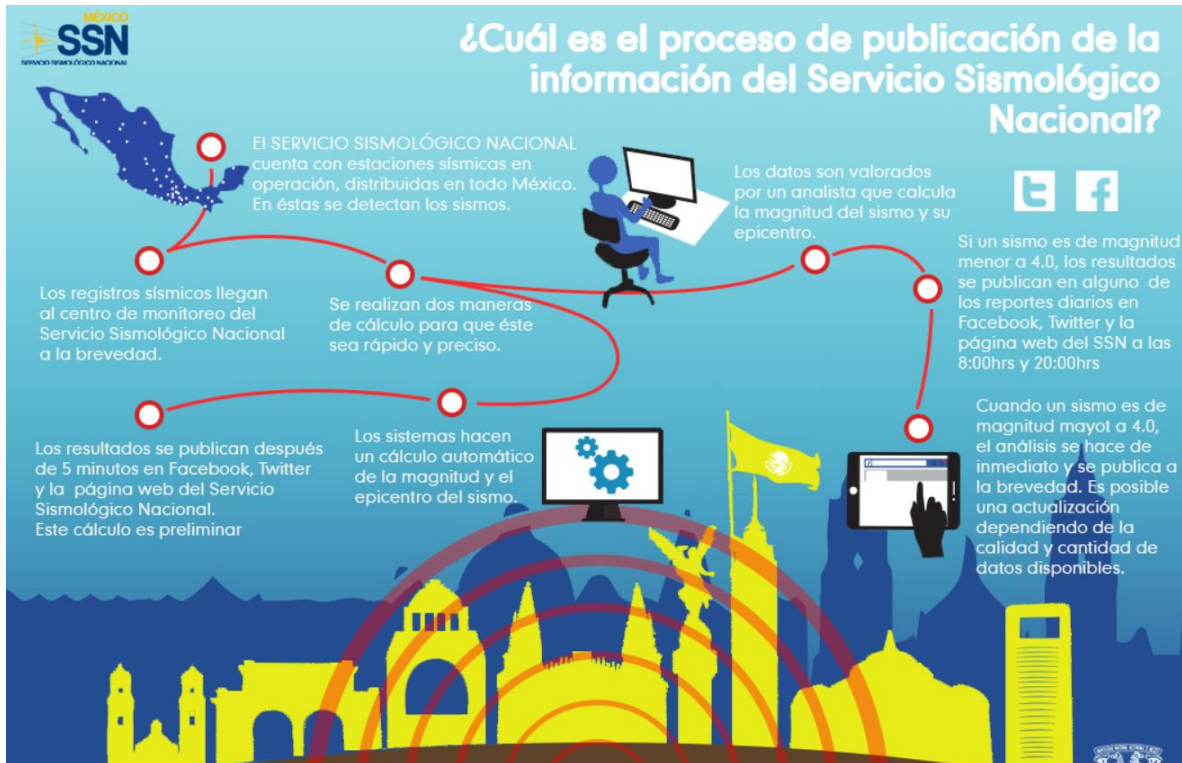 MÉXICO
SSN
SERVICIO SISMOLÓGICO NACIONAL
¿Cuál es el proceso de publicación de la
información del Servicio Sismológico
Nacional?
El SERVICIO SISMOLÓGICO NACIONAL
cuenta con estaciones sísmicas en
operación, distribuidas en todo México.
En éstas se detectan los sismos.
Los registros sísmicos llegan
al centro de monitoreo del
Servicio Sismológico Nacional
a la brevedad.
Se realizan dos maneras
de cálculo para que éste
sea rápido y preciso.
Los datos son valorados
por un analista que calcula
la magnitud del sismo y su
epicentro.
Si un sismo es de magnitud
menor a 4.0, los resultados
se publican en alguno de
los reportes diarios en
Facebook, Twitter y la
página web del SSN a las
8:00hrs y 20:00hrs
Cuando un sismo es de
magnitud mayot a 4.0,
el análisis se hace de
inmediato y se publica a
la brevedad. Es posible
una actualización
dependiendo de la
calidad y cantidad de
datos disponibles.
Los sistemas hacen
un cálculo automático
de la magnitud y el
epicentro del sismo.
Los resultados se publican después
de 5 minutos en Facebook, Twitter
y la página web del Servicio
Sismológico Nacional.
Este cálculo es preliminar